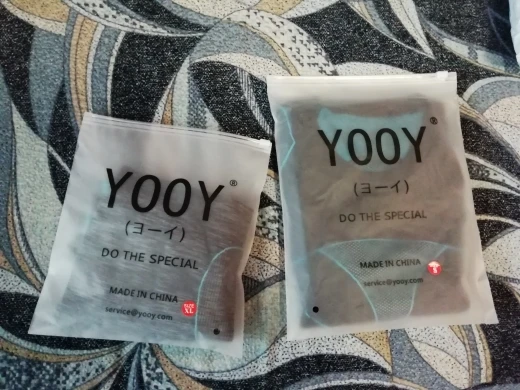 YOOY®
(ヨーイ)
DO THE SPECIAL
MADE IN CHINA
service@yooy.com
SIZE
XL
YOOY®
(ヨーイ)
DO THE SPECIAL
MADE IN CHINA
service@yooy.com